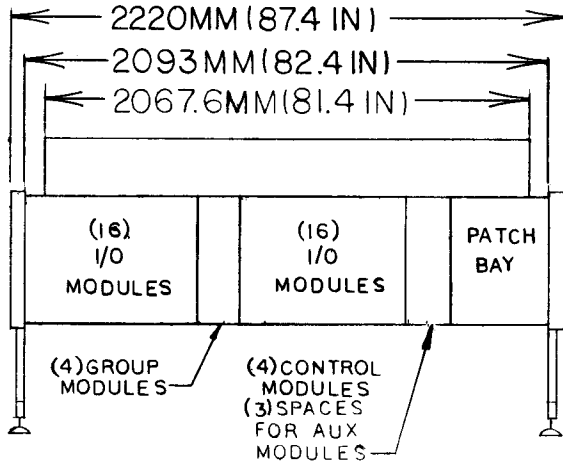 2220MM(87.4 IN)
2093MM(82.4 IN)
2067.6MM(81.4 IN)
(16)
I/O
MODULES
(16)
I/O
MODULES
PATCH
BAY
(4)GROUP
MODULES
(4)CONTROL
MODULES
(3)SPACES
FOR AUX
MODULES